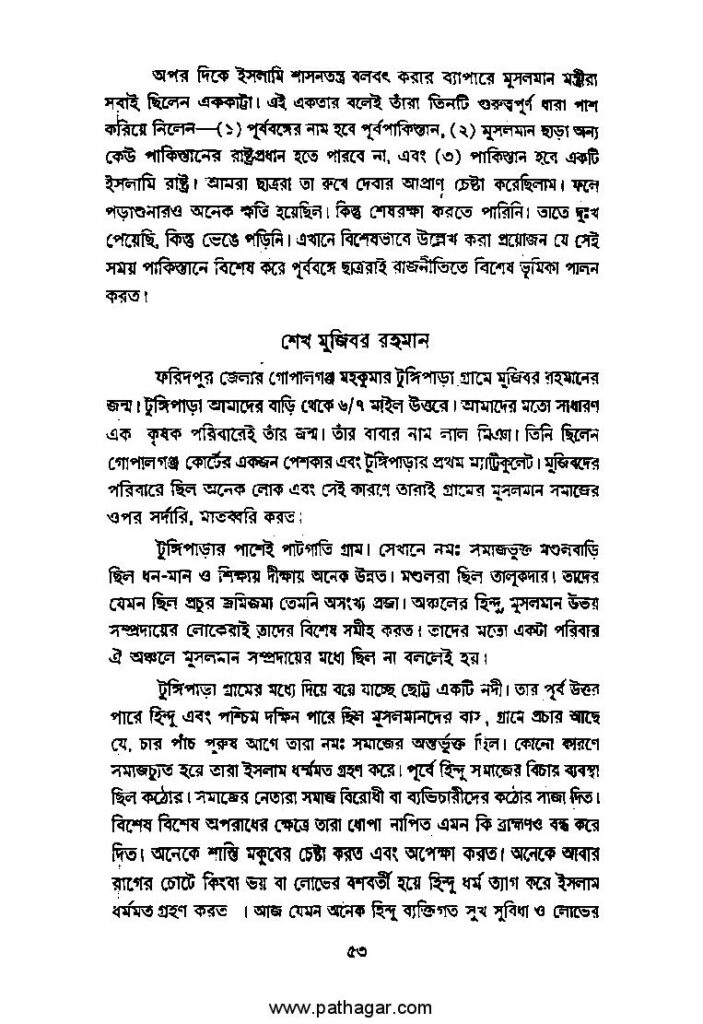 অপর দিকে ইসলামি শাসনতন্ত্র বলবৎ করার ব্যাপারে মুসলমান মন্ত্রীরা
সবাই ছিলেন এককাট্টা। এই একতার বলেই তাঁরা তিনটি গুরুত্বপূর্ণ ধারা পাশ
করিয়ে নিলেন—(১) পূর্ববঙ্গের নাম হবে পূর্বপাকিস্তান, (২) মুসলমান ছাড়া অন্য
কেউ পাকিস্তানের রাষ্ট্রপ্রধান হতে পারবে না, এবং (৩) পাকিস্তান হবে একটি
ইসলামি রাষ্ট্র। আমরা ছাত্ররা তা রুখে দেবার আপ্রাণ চেষ্টা করেছিলাম। ফলে
পড়াশুনারও অনেক ক্ষতি হয়েছিল। কিন্তু শেষরক্ষা করতে পারিনি। তাতে দুঃখ
পেয়েছি, কিন্তু ভেঙে পড়িনি। এখানে বিশেষভাবে উল্লেখ করা প্রয়োজন যে সেই
সময় পাকিস্তানে বিশেষ করে পূর্ববঙ্গে ছাত্ররাই রাজনীতিতে বিশেষ ভূমিকা পালন
করত।
শেখ মুজিবর রহমান
ফরিদপুর জেলার গোপালগঞ্জ মহকুমার টুঙ্গিপাড়া গ্রামে মুজিবর রহমানের
জন্ম। টুঙ্গিপাড়া আমাদের বাড়ি থেকে ৬/৭ মাইল উত্তরে। আমাদের মতো সাধারণ
এক কৃষক পরিবারেই তাঁর জন্ম। তাঁর বাবার নাম লাল মিঞা। তিনি ছিলেন
গোপালগঞ্জ কোর্টের একজন পেশকার এবং টুঙ্গিপাড়ার প্রথম ম্যাট্রিকুলেট। মুজিবদের
পরিবারে ছিল অনেক লোক এবং সেই কারণে তারাই গ্রামের মুসলমান সমাজের
ওপর সর্দারি, মাতব্বরি করত।
টুঙ্গিপাড়ার পাশেই পাটগাতি গ্রাম। সেখানে নমঃ সমাজভুক্ত মণ্ডলবাড়ি
ছিল ধন-মান ও শিক্ষায় দীক্ষায় অনেক উন্নত। মণ্ডলরা ছিল তালুকদার। তাদের
যেমন ছিল প্রচুর জমিজমা তেমনি অসংখ্য প্রজা। অঞ্চলের হিন্দু, মুসলমান উভয়
সম্প্রদায়ের লোকেরাই তাদের বিশেষ সমীহ করত। তাদের মতো একটা পরিবার
ঐ অঞ্চলে মুসলমান সম্প্রদায়ের মধ্যে ছিল না বললেই হয়।
টুঙ্গিপাড়া গ্রামের মধ্যে দিয়ে বয়ে যাচ্ছে ছোট্ট একটি নদী। তার পূর্ব উত্তর
পারে হিন্দু এবং পশ্চিম দক্ষিন পারে ছিল মুসলমানদের বাস, গ্রামে প্রচার আছে
যে, চার পাঁচ পুরুষ আগে তারা নমঃ সমাজের অন্তর্ভুক্ত ছিল। কোনো কারণে
সমাজচ্যুত হয়ে তারা ইসলাম ধর্ম্মমত গ্রহণ করে। পূর্বে হিন্দু সমাজের বিচার ব্যবস্থা
ছিল কঠোর। সমাজের নেতারা সমাজ বিরোধী বা ব্যভিচারীদের কঠোর সাজা দিত।
বিশেষ বিশেষ অপরাধের ক্ষেত্রে তারা ধোপা নাপিত এমন কি ব্রাহ্মণও বন্ধ করে
দিত। অনেকে শাস্তি মকুবের চেষ্টা করত এবং অপেক্ষা করত। অনেকে আবার
রাগের চোটে কিংবা ভয় বা লোভের বশবর্তী হয়ে হিন্দু ধর্ম ত্যাগ করে ইসলাম
ধর্মমত গ্রহণ করত । আজ যেমন অনেক হিন্দু ব্যক্তিগত সুখ সুবিধা ও লোভের
৫৩
www.pathagar.com